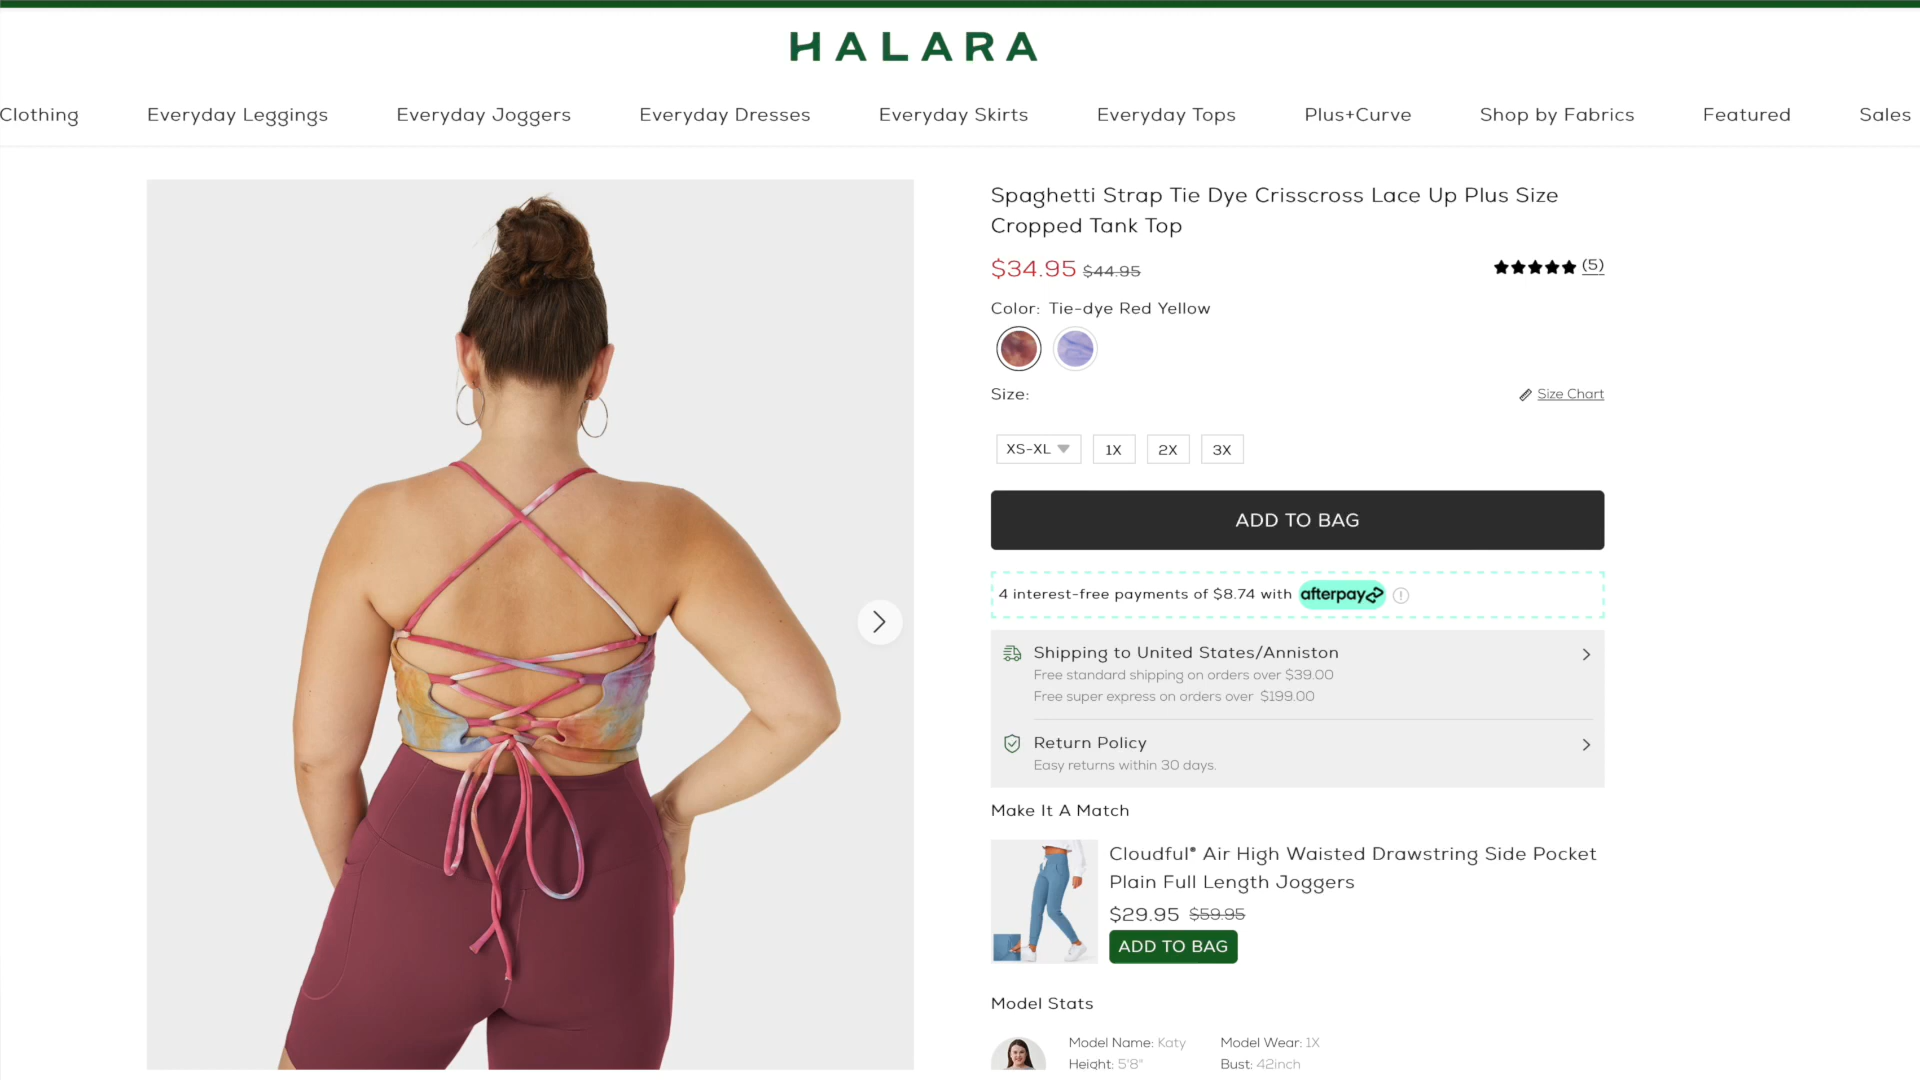 HALARA
Clothing
Everyday Leggings
Everyday Joggers
Everyday Dresses
Everyday Skirts
Everyday Tops
Plus+Curve
Shop by Fabrics
Featured
Sales
Spaghetti Strap Tie Dye Crisscross Lace Up Plus Size
Cropped Tank Top
$34.95 $44.95
(5)
Color: Tie-dye Red Yellow
Size:
Size Chart
XS-XL
1X
2X
3X
ADD TO BAG
4 interest-free payments of $8.74 with afterpay
Shipping to United States/Anniston
Free standard shipping on orders over $39.00
Free super express on orders over $199.00
Return Policy
Easy returns within 30 days.
Make It A Match
Cloudful® Air High Waisted Drawstring Side Pocket
Plain Full Length Joggers
$29.95 $59.95
ADD TO BAG
Model Stats
Model Name: Katy
Model Wear: 1X
Height: 5'8"
Bust: 42inch